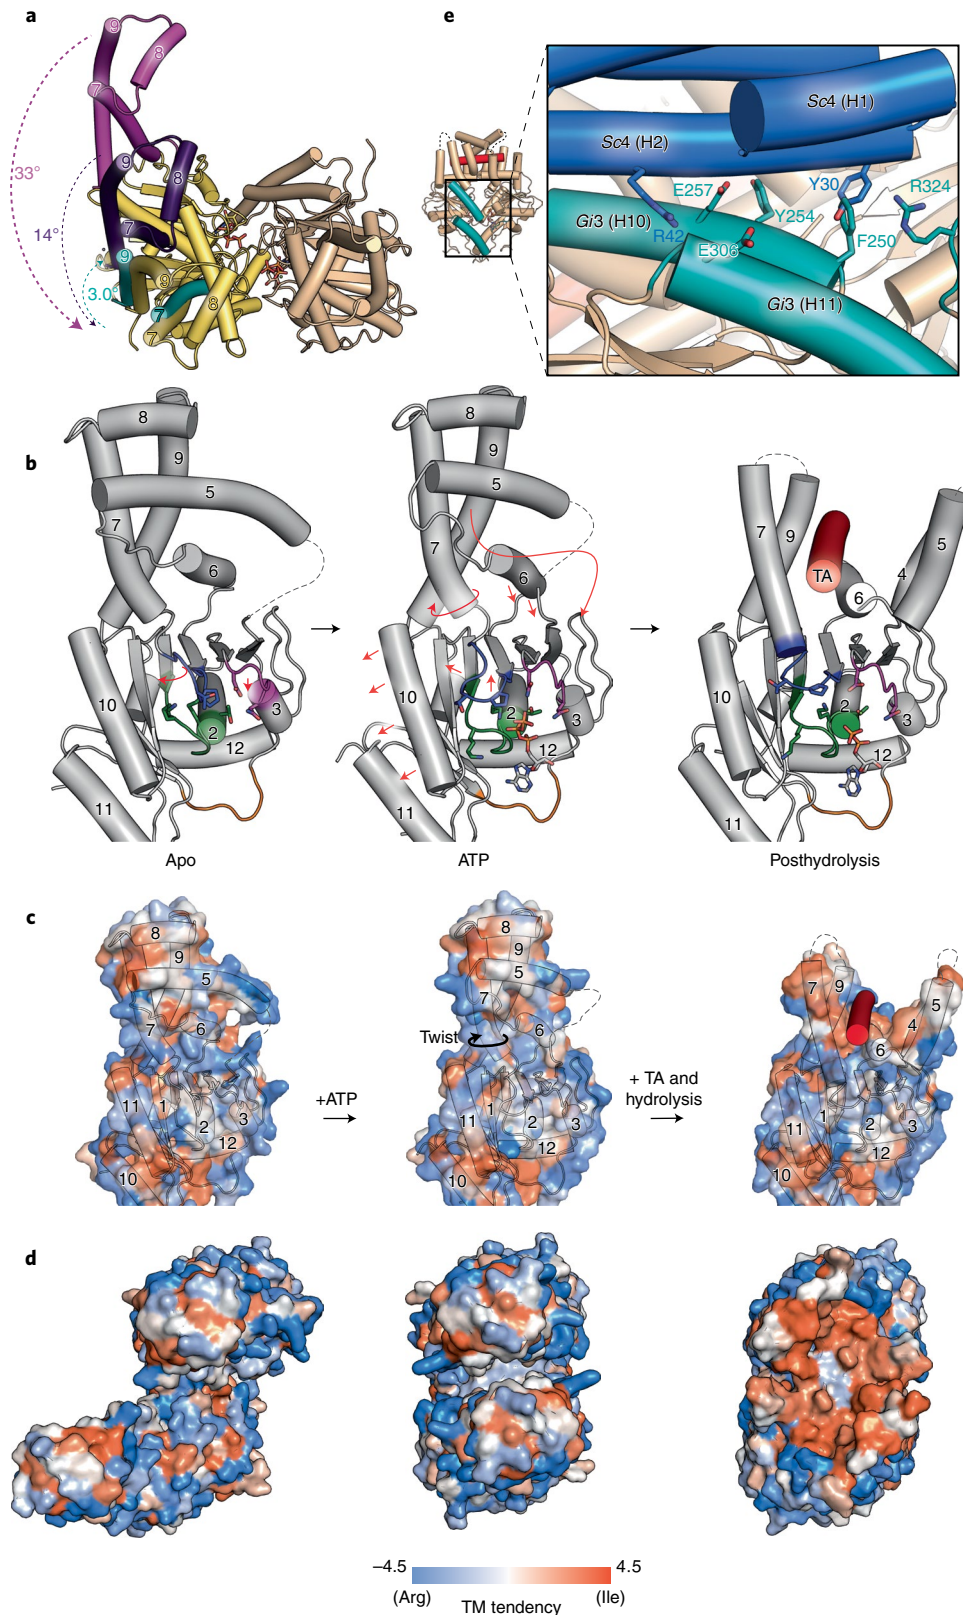 a
9
8
7
9
8
7
9
9
7
8
7
33°
14°
3.0°
e
Sc4 (H1)
Sc4 (H2)
E257
Y30
R324
Gi3 (H10)
Y254
R42
F250
E306
Gi3 (H11)
b
8
9
5
7
6
10
3
2
12
11
Apo
8
9
5
7
6
10
2
3
12
11
ATP
7
9
5
TA
4
6
10
2
3
12
11
Posthydrolysis
c
8
9
5
7
6
11
1
3
2
12
10
+ATP
8
9
5
7
6
Twist
1
11
2
3
12
10
+ TA and
hydrolysis
7
9
5
4
6
1
11
2
3
12
10
d
–4.5
4.5
(Arg)
(Ile)
TM tendency